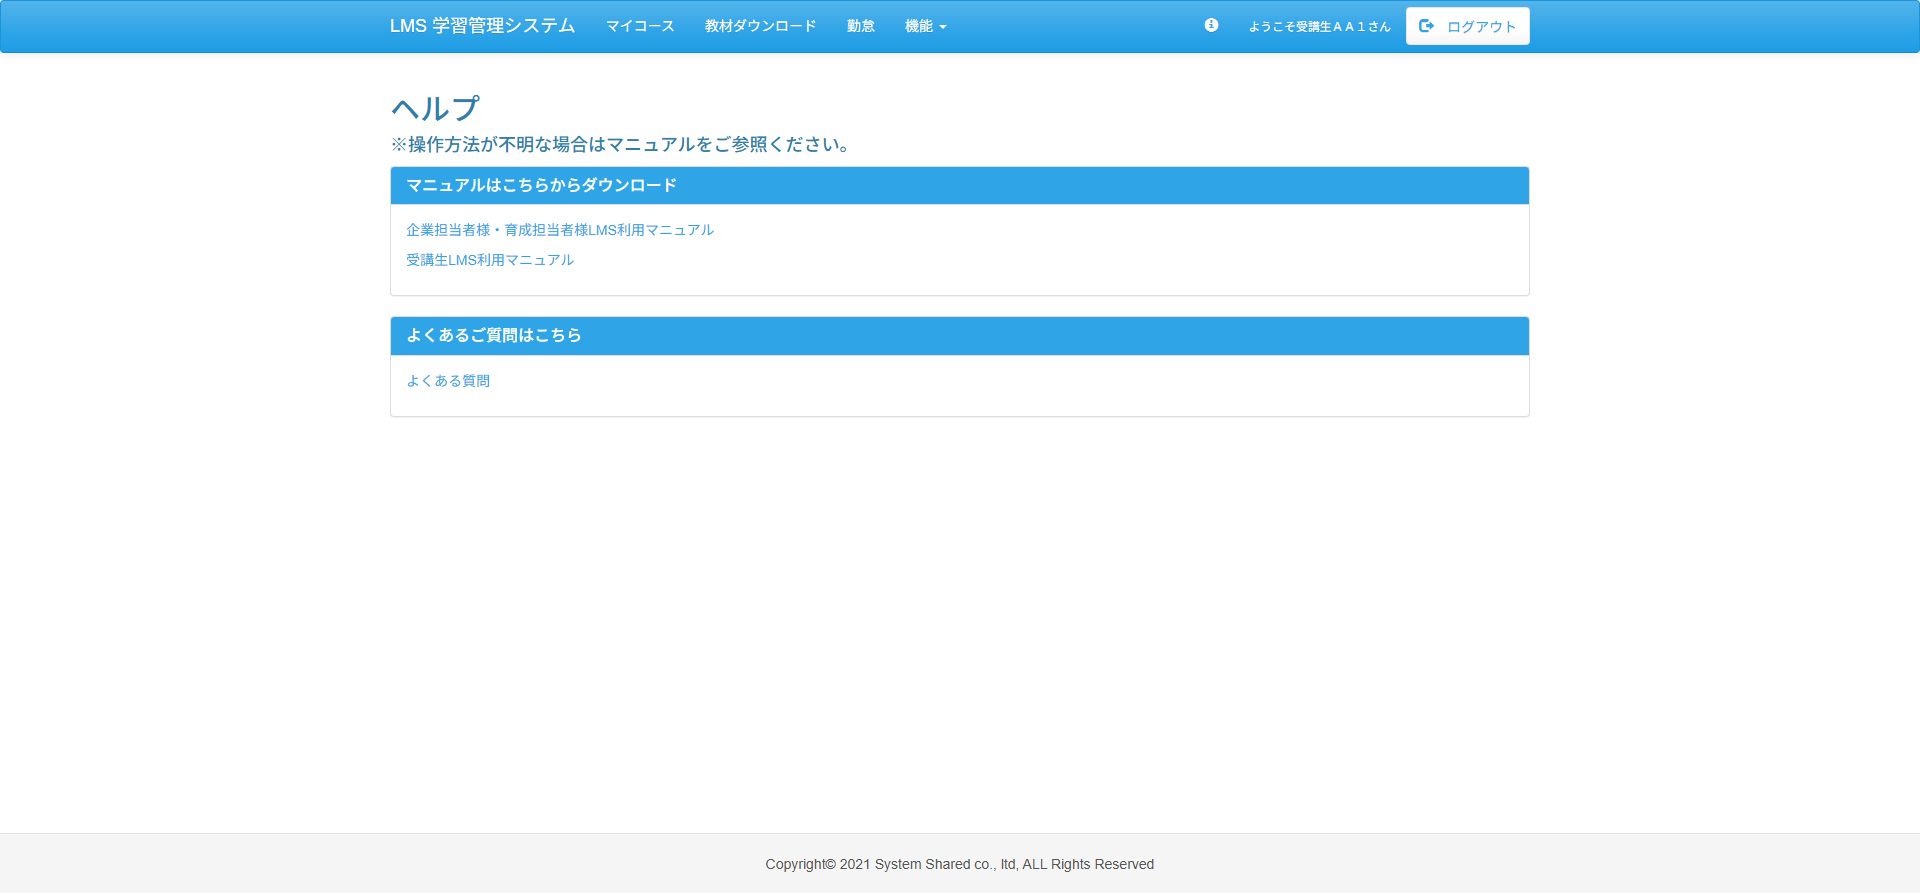 LMS 学習管理システム マイコース 教材ダウンロード 勤怠 機能 ようこそ受講生ＡＡ１さん ログアウト
ヘルプ
※操作方法が不明な場合はマニュアルをご参照ください。
マニュアルはこちらからダウンロード
企業担当者様・育成担当者様LMS利用マニュアル
受講生LMS利用マニュアル
よくあるご質問はこちら
よくある質問
Copyright© 2021 System Shared co., ltd, ALL Rights Reserved